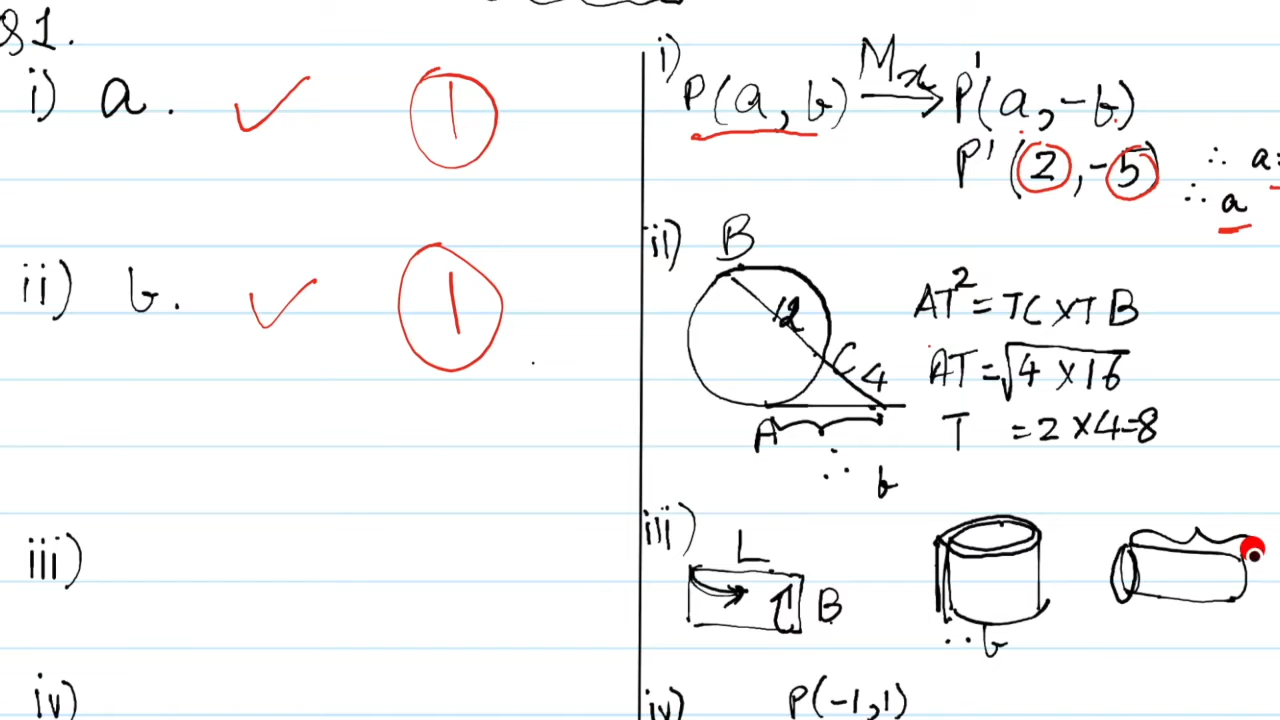 Q1.
i) a. ✓ 1
ii) b. ✓ 1
iii)
iv)
i)
P(a, b) Mx → P'(a, -b)
P'(2, -5) ∴ a =
∴ a
ii)
B
12
C
4
A
AT² = TC × TB
AT = √4 × 16
T = 2 × 4 = 8
∴ b
iii)
L
B
∴ b
iv) P(-1, 1)